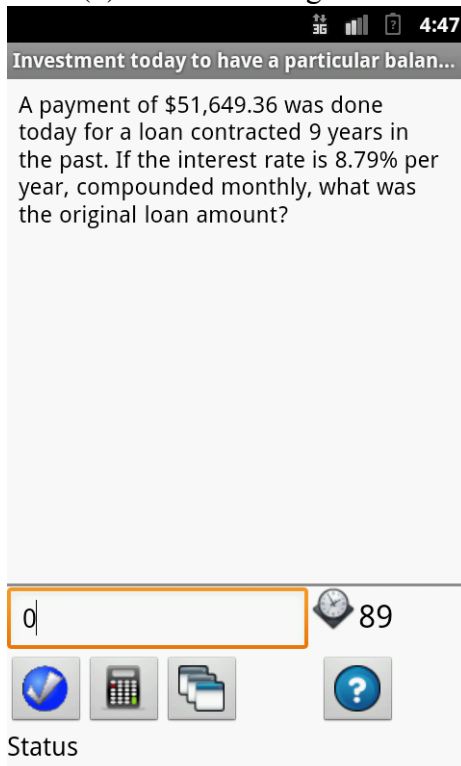 3G ? 4:47
Investment today to have a particular balan...
A payment of $51,649.36 was done
today for a loan contracted 9 years in
the past. If the interest rate is 8.79% per
year, compounded monthly, what was
the original loan amount?
0 89
?
Status